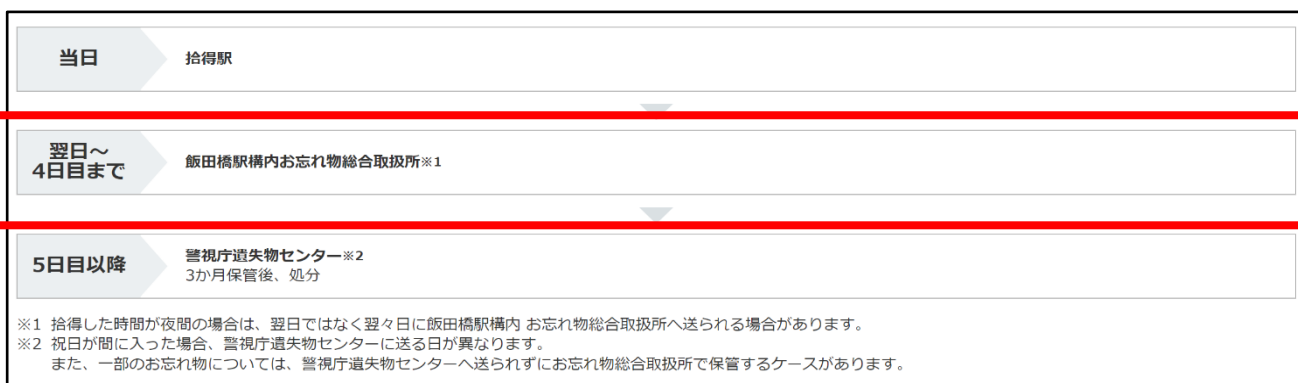 当日
拾得駅
翌日～
4日目まで
飯田橋駅構内お忘れ物総合取扱所※1
5日目以降
警視庁遺失物センター※2
3か月保管後、処分
※1 拾得した時間が夜間の場合は、翌日ではなく翌々日に飯田橋駅構内 お忘れ物総合取扱所へ送られる場合があります。
※2 祝日が間に入った場合、警視庁遺失物センターに送る日が異なります。
また、一部のお忘れ物については、警視庁遺失物センターへ送られずにお忘れ物総合取扱所で保管するケースがあります。